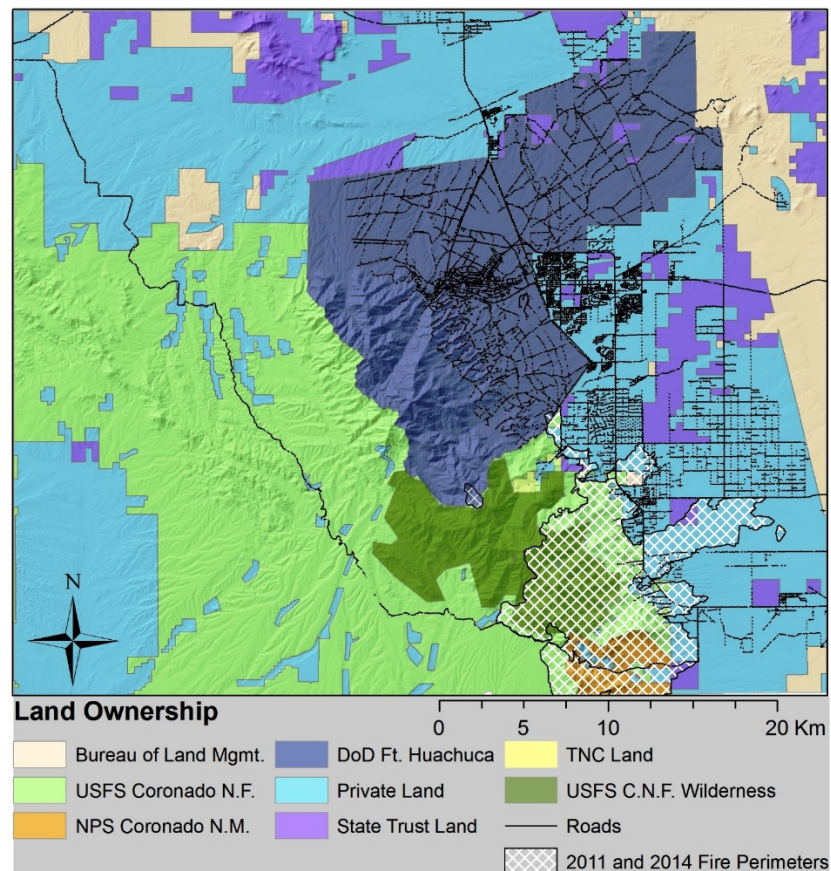 N
Land Ownership
0 5 10 20 Km
Bureau of Land Mgmt. DoD Ft. Huachuca TNC Land
USFS Coronado N.F. Private Land USFS C.N.F. Wilderness
NPS Coronado N.M. State Trust Land Roads
2011 and 2014 Fire Perimeters